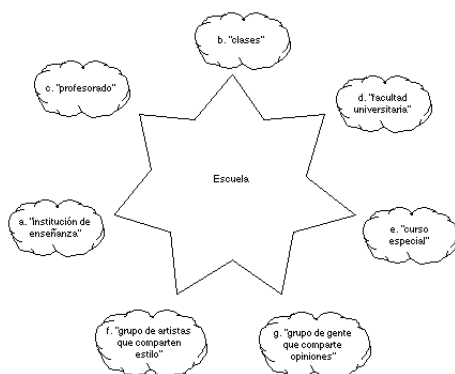 b. "clases"
c. "profesorado"
d. "facultad
universitaria"
Escuela
a. "institución de
enseñanza"
e. "curso
especial"
f. "grupo de artistas
que comparten
estilo"
g. "grupo de gente
que comparte
opiniones"